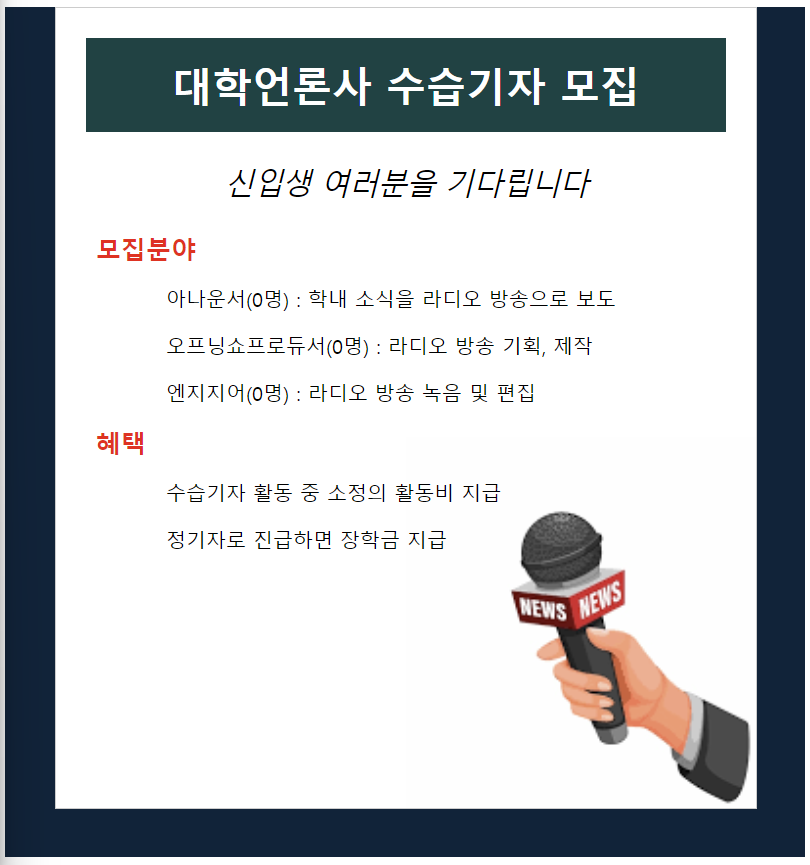 대학언론사 수습기자 모집
신입생 여러분을 기다립니다
모집분야
아나운서(0명) : 학내 소식을 라디오 방송으로 보도
오프닝쇼프로듀서(0명) : 라디오 방송 기획, 제작
엔지지어(0명) : 라디오 방송 녹음 및 편집
혜택
수습기자 활동 중 소정의 활동비 지급
정기자로 진급하면 장학금 지급
NEWS NEWS